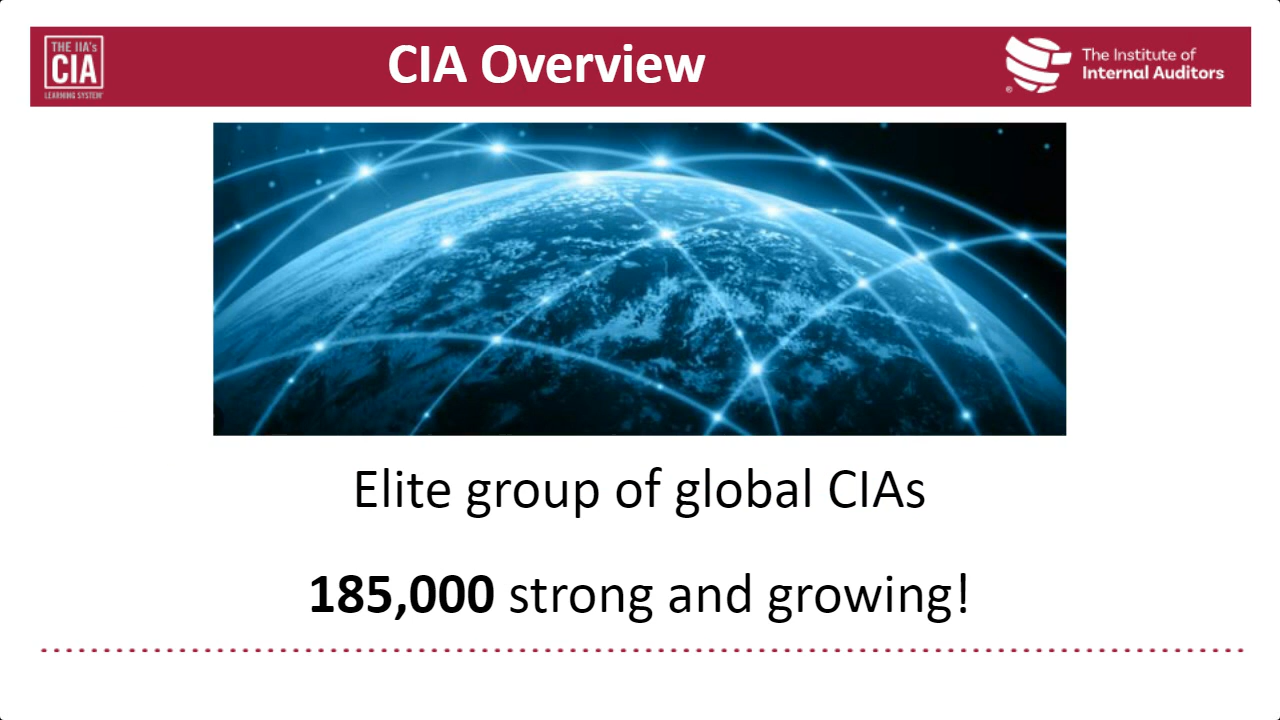 THE IIA's
CIA
LEARNING SYSTEM®
CIA Overview
® The Institute of
Internal Auditors
Elite group of global CIAs
185,000 strong and growing!